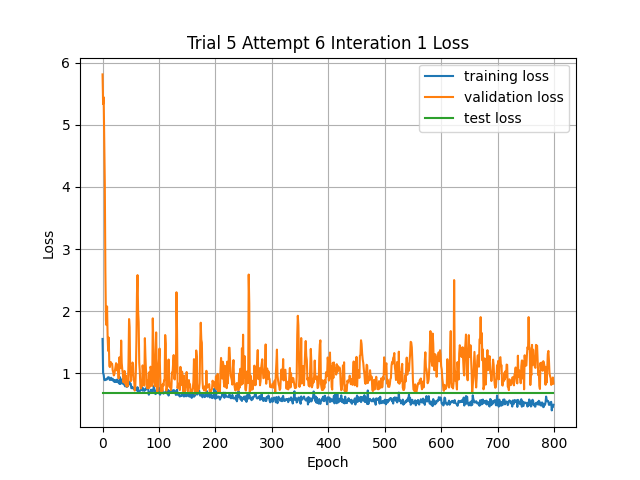 Trial 5 Attempt 6 Interation 1 Loss
training loss
validation loss
test loss
6
5
4
3
2
1
Loss
0 100 200 300 400 500 600 700 800
Epoch